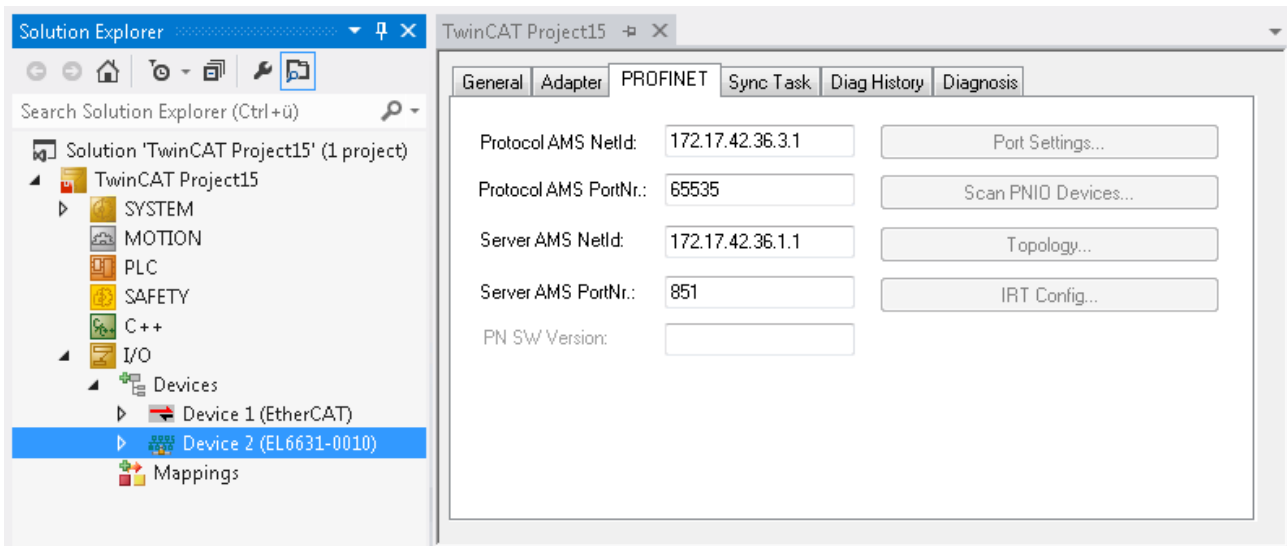 Solution Explorer
Search Solution Explorer (Ctrl+ü)
Solution 'TwinCAT Project15' (1 project)
TwinCAT Project15
SYSTEM
MOTION
PLC
SAFETY
C++
I/O
Devices
Device 1 (EtherCAT)
Device 2 (EL6631-0010)
Mappings
TwinCAT Project15
General Adapter PROFINET Sync Task Diag History Diagnosis
Protocol AMS NetId: 172.17.42.36.3.1 Port Settings...
Protocol AMS PortNr.: 65535 Scan PNIO Devices...
Server AMS NetId: 172.17.42.36.1.1 Topology...
Server AMS PortNr.: 851 IRT Config...
PN SW Version: